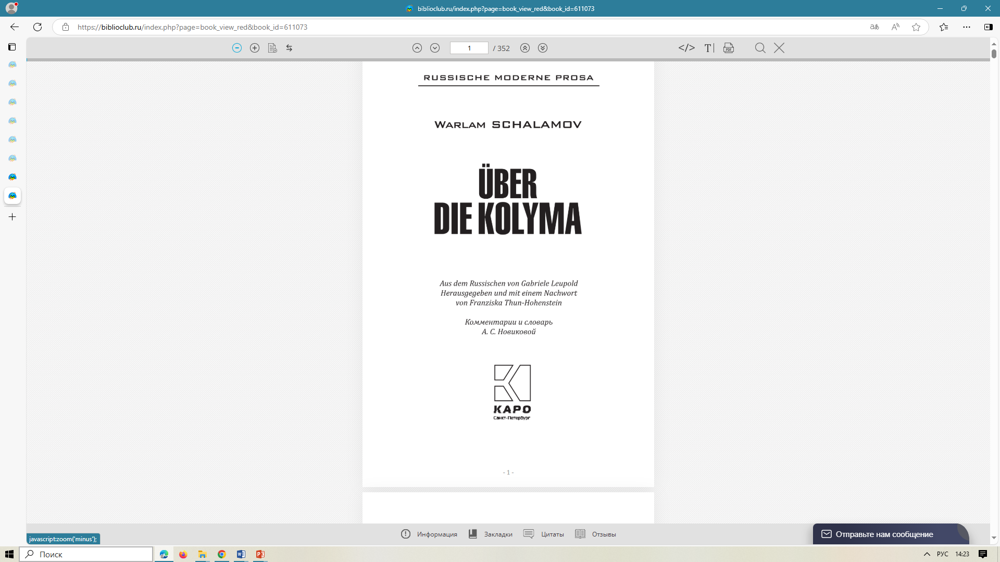 biblioclub.ru/index.php?page=book_view_red&book_id=611073
https://biblioclub.ru/index.php?page=book_view_red&book_id=611073
1 / 352
</> T| PDF
RUSSISCHE MODERNE PROSA
WARLAM SCHALAMOV
ÜBER
DIE KOLYMA
Aus dem Russischen von Gabriele Leupold
Herausgegeben und mit einem Nachwort
von Franziska Thun-Hohenstein
Комментарии и словарь
А. С. Новиковой
КАРО
Санкт-Петербург
- 1 -
Информация Закладки Цитаты Отзывы
Отправьте нам сообщение
javascript:zoom('minus');
Поиск
РУС 14:23